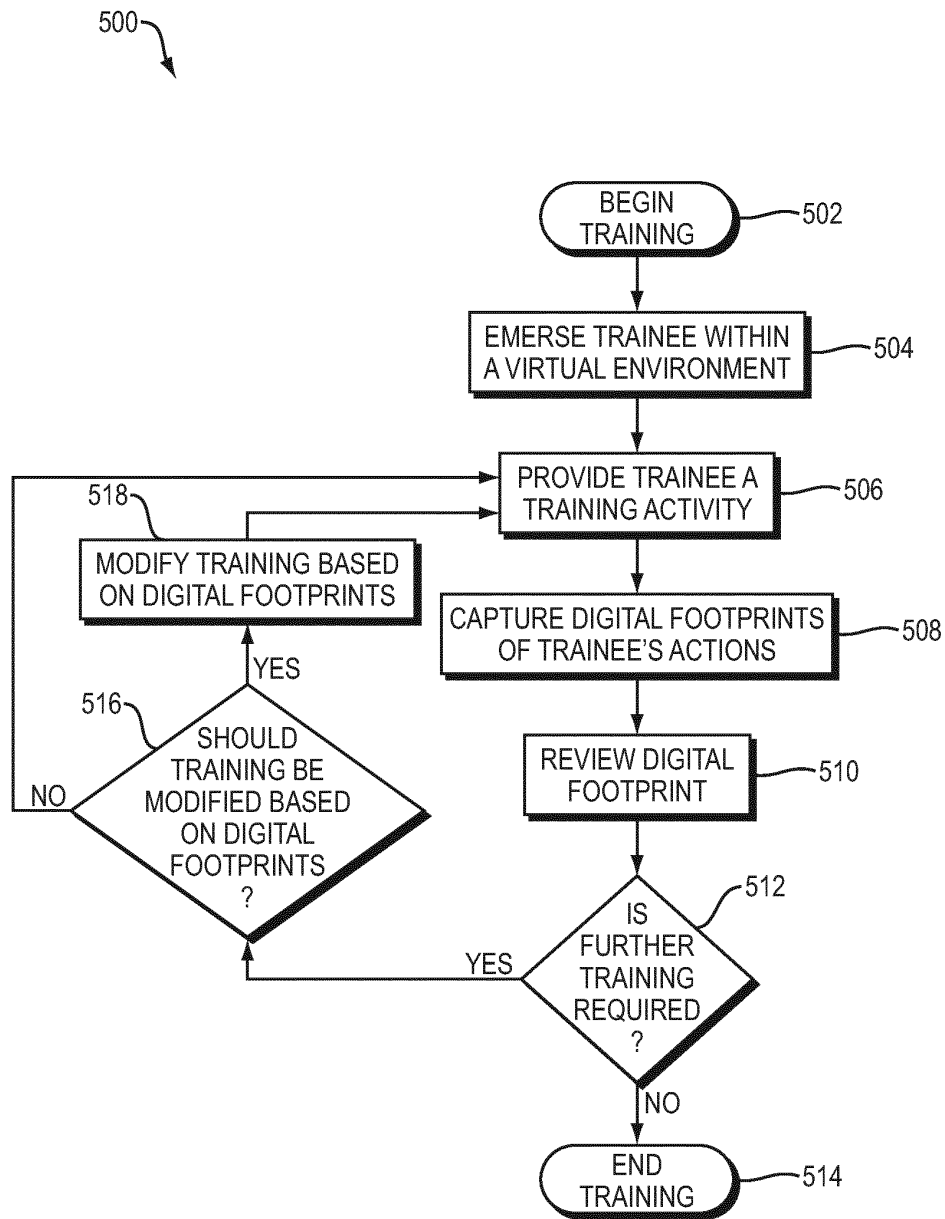 500
BEGIN
TRAINING
502
EMERSE TRAINEE WITHIN
A VIRTUAL ENVIRONMENT
504
PROVIDE TRAINEE A
TRAINING ACTIVITY
506
518
MODIFY TRAINING BASED
ON DIGITAL FOOTPRINTS
CAPTURE DIGITAL FOOTPRINTS
OF TRAINEE'S ACTIONS
508
YES
516
SHOULD
TRAINING BE
MODIFIED BASED
ON DIGITAL
FOOTPRINTS
?
NO
REVIEW DIGITAL
FOOTPRINT
510
512
IS
FURTHER
TRAINING
REQUIRED
?
YES
NO
END
TRAINING
514